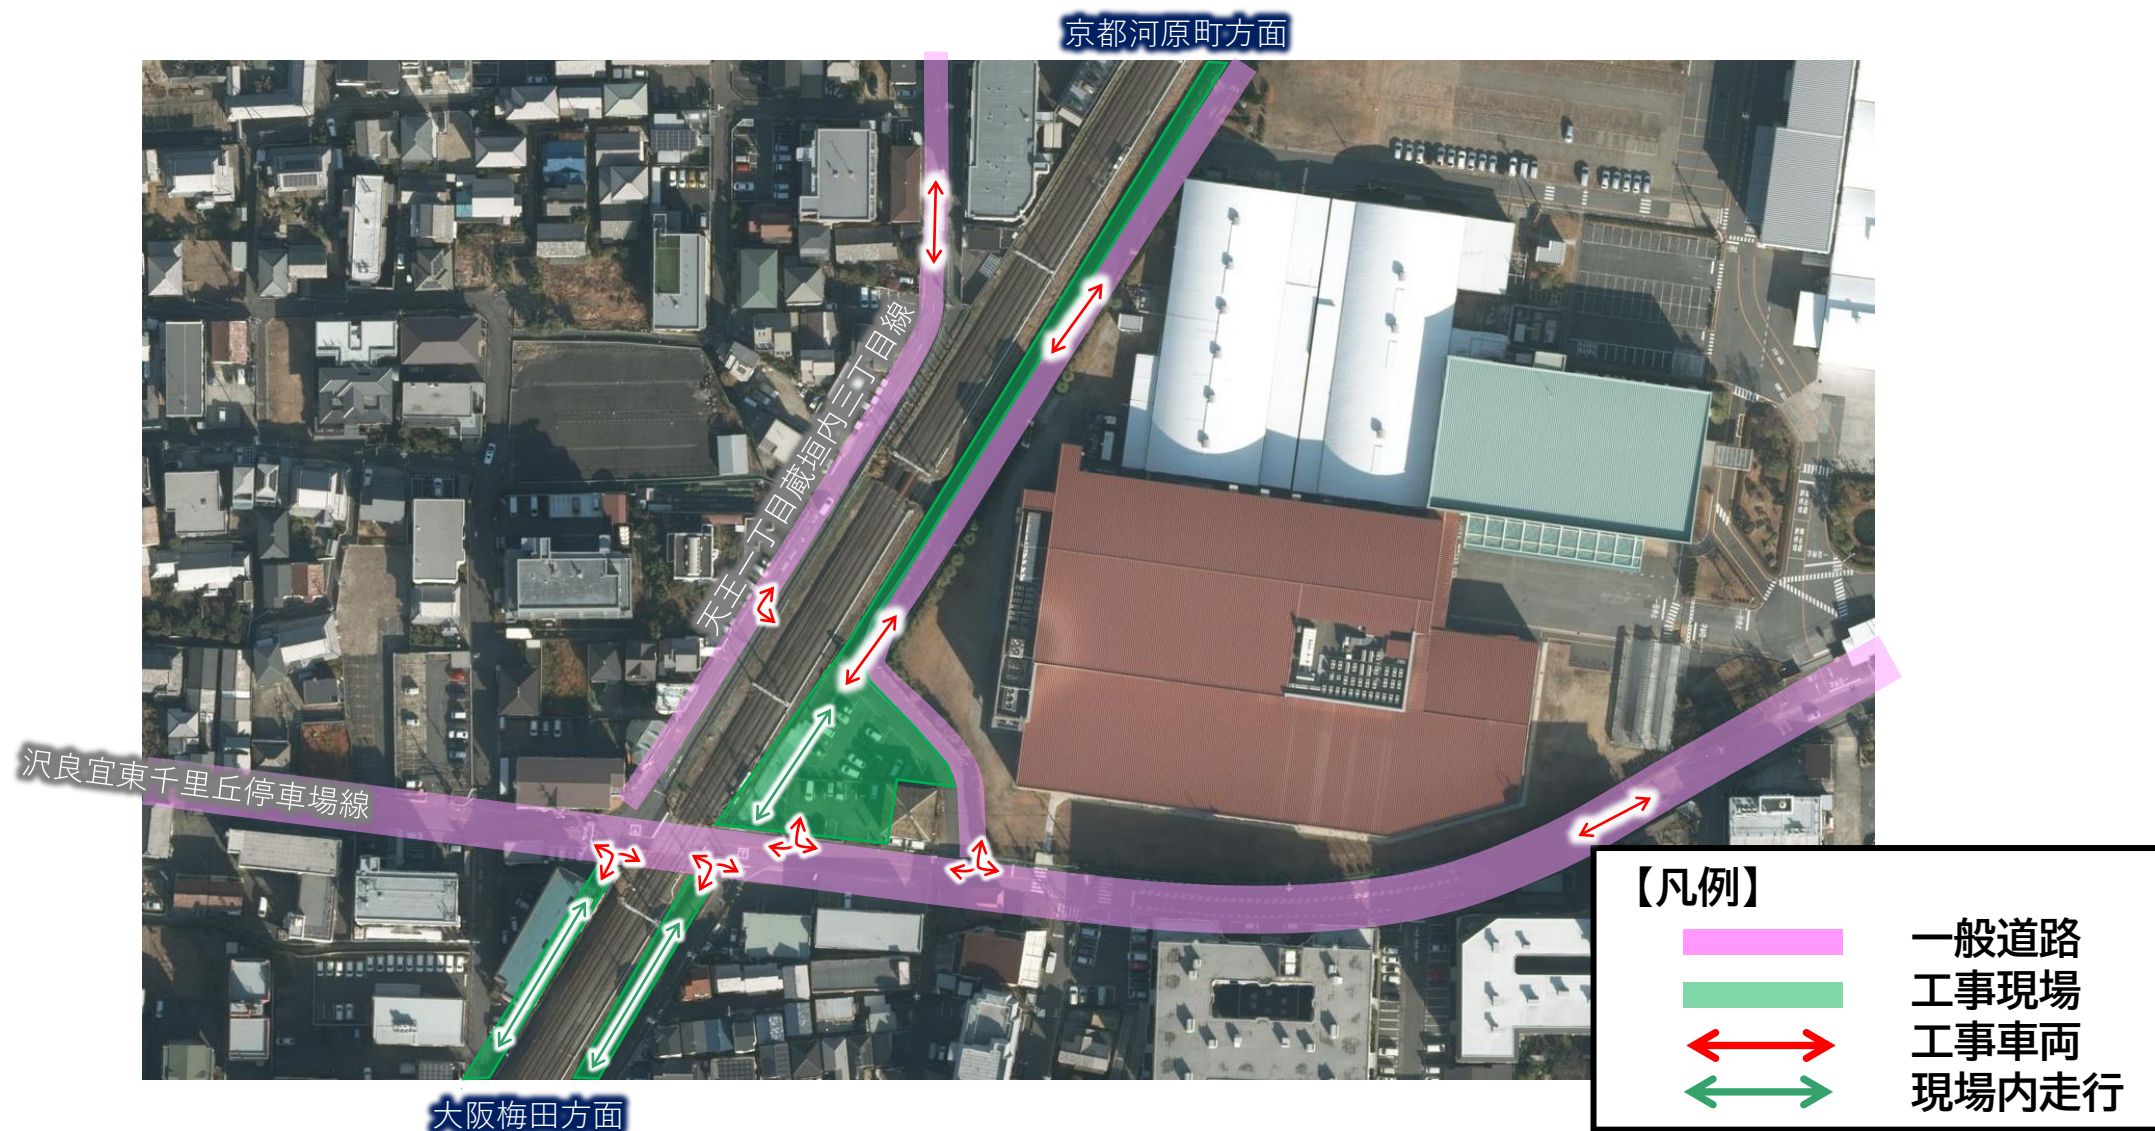 京都河原町方面
天王一丁目蔵垣内三丁目線
沢良宜東千里丘停車場線
大阪梅田方面
【凡例】
一般道路
工事現場
工事車両
現場内走行